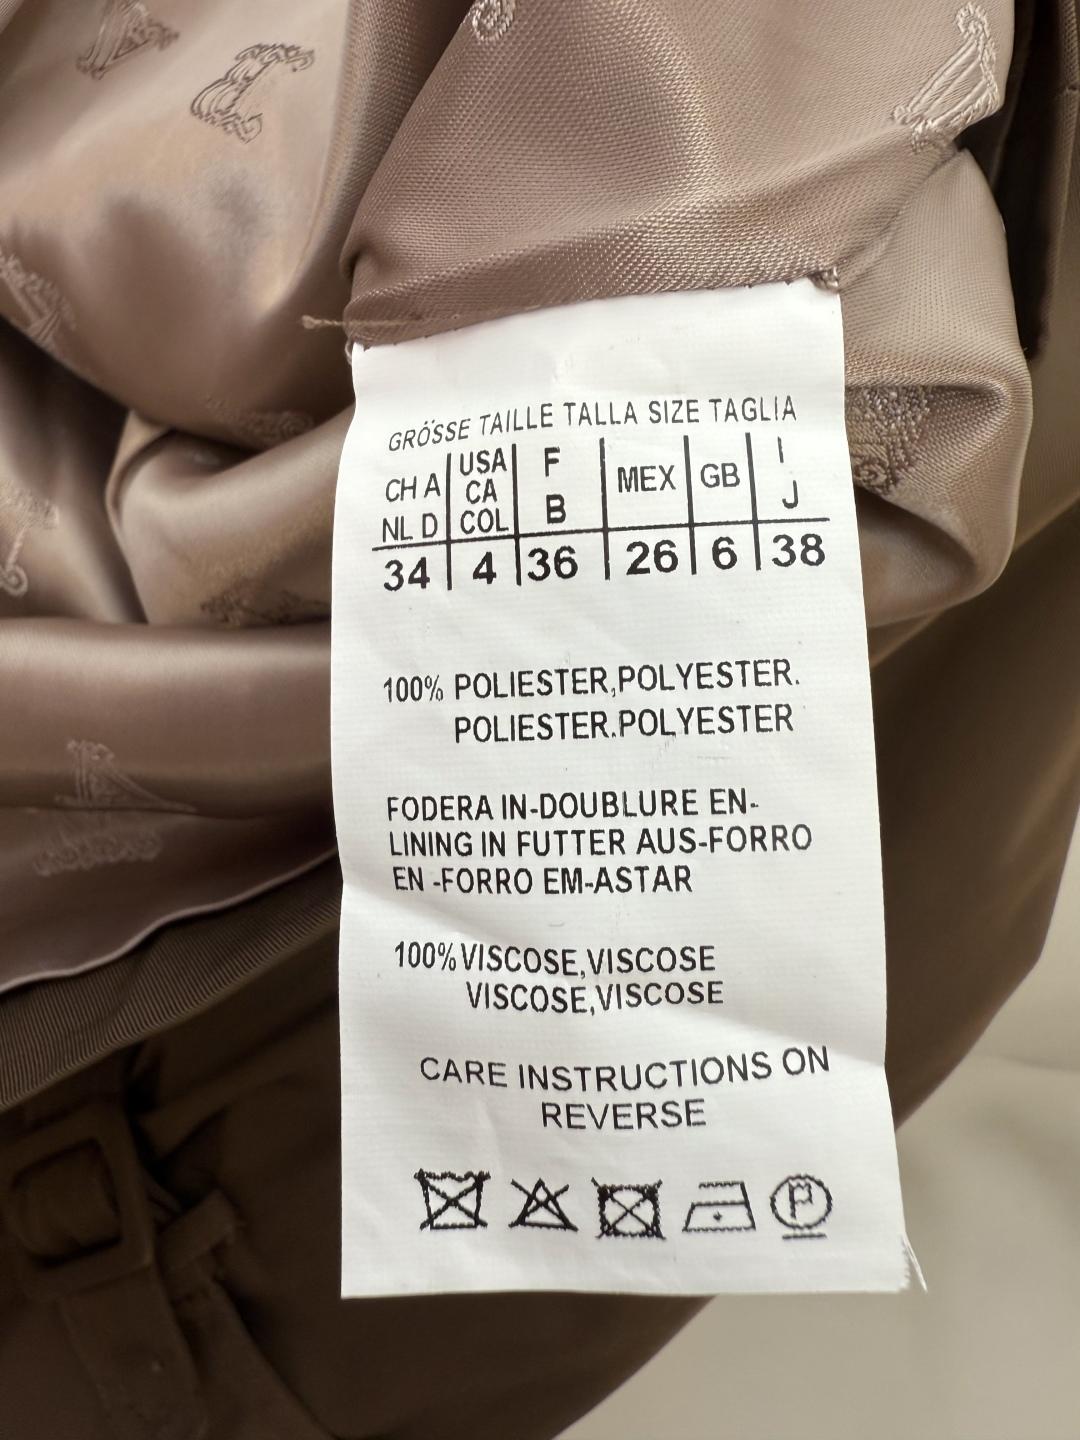 GRÖSSE TAILLE TALLA SIZE TAGLIA
CH A NL D | USA CA COL | F B | MEX | GB | I J
34 | 4 | 36 | 26 | 6 | 38
100% POLIESTER,POLYESTER.
POLIESTER.POLYESTER
FODERA IN-DOUBLURE EN-
LINING IN FUTTER AUS-FORRO
EN -FORRO EM-ASTAR
100% VISCOSE,VISCOSE
VISCOSE,VISCOSE
CARE INSTRUCTIONS ON
REVERSE
P